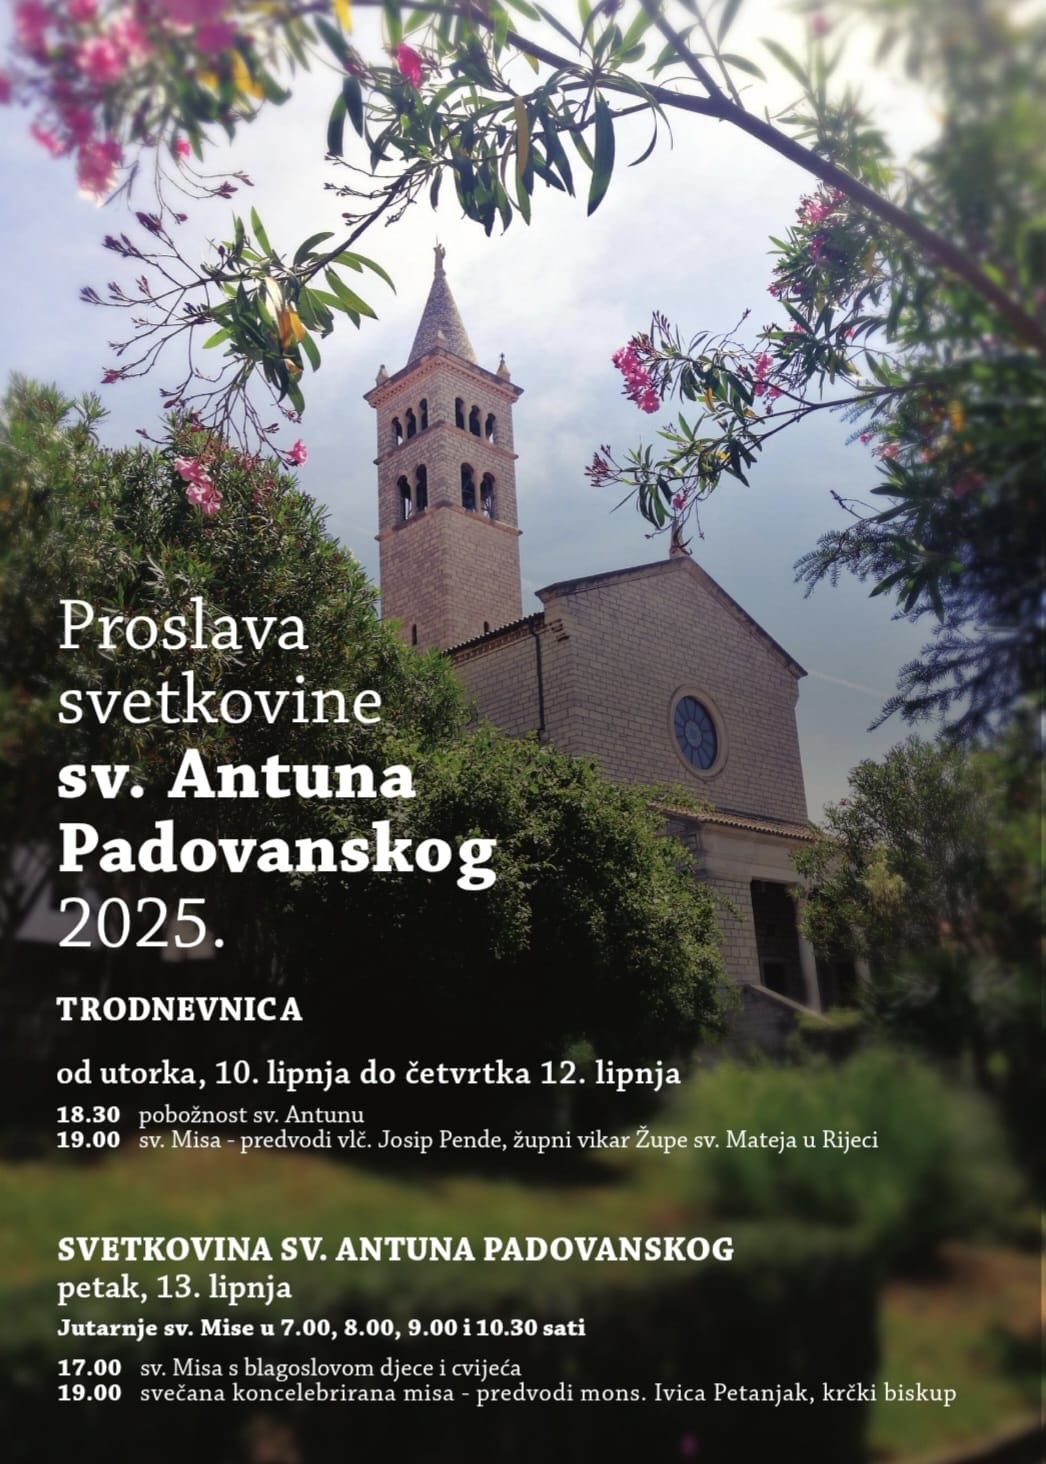 Proslava
svetkovine
sv. Antuna
Padovanskog
2025.
TRODNEVNICA
od utorka, 10. lipnja do četvrtka 12. lipnja
18.30 pobožnost sv. Antunu
19.00 sv. Misa - predvodi vlč. Josip Pende, župni vikar Župe sv. Mateja u Rijeci
SVETKOVINA SV. ANTUNA PADOVANSKOG
petak, 13. lipnja
Jutarnje sv. Mise u 7.00, 8.00, 9.00 i 10.30 sati
17.00 sv. Misa s blagoslovom djece i cvijeća
19.00 svečana koncelebrirana misa - predvodi mons. Ivica Petanjak, krčki biskup